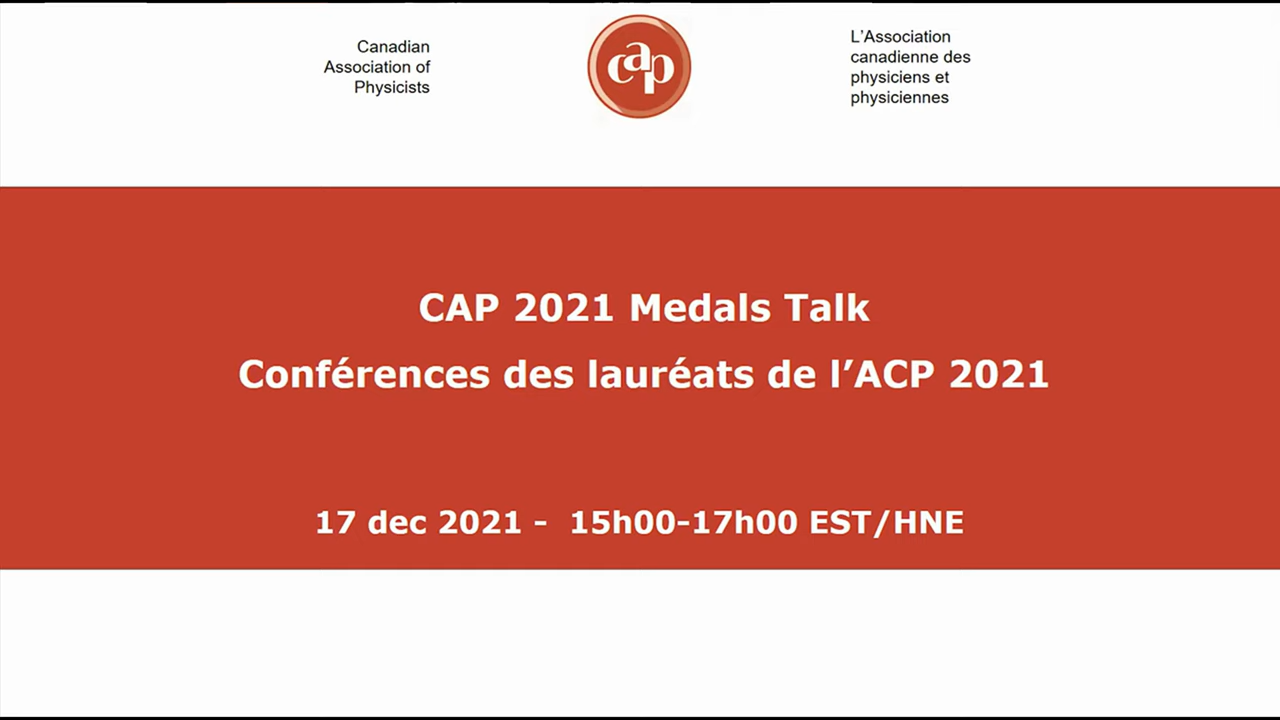 Canadian
Association of
Physicists
cap
L’Association
canadienne des
physiciens et
physiciennes
CAP 2021 Medals Talk
Conférences des lauréats de l’ACP 2021
17 dec 2021 - 15h00-17h00 EST/HNE